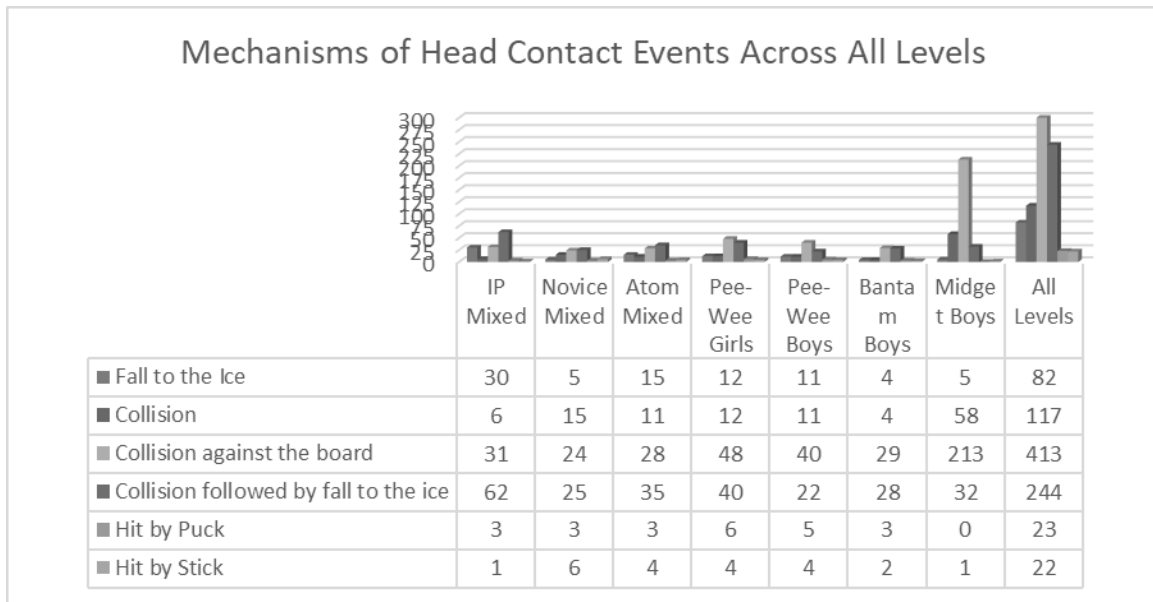 Mechanisms of Head Contact Events Across All Levels
300
275
250
225
200
175
150
125
100
75
50
25
0
IP Mixed
Novice Mixed
Atom Mixed
Pee-Wee Girls
Pee-Wee Boys
Bantam Boys
Midget Boys
All Levels
Fall to the Ice 30 5 15 12 11 4 5 82
Collision 6 15 11 12 11 4 58 117
Collision against the board 31 24 28 48 40 29 213 413
Collision followed by fall to the ice 62 25 35 40 22 28 32 244
Hit by Puck 3 3 3 6 5 3 0 23
Hit by Stick 1 6 4 4 4 2 1 22